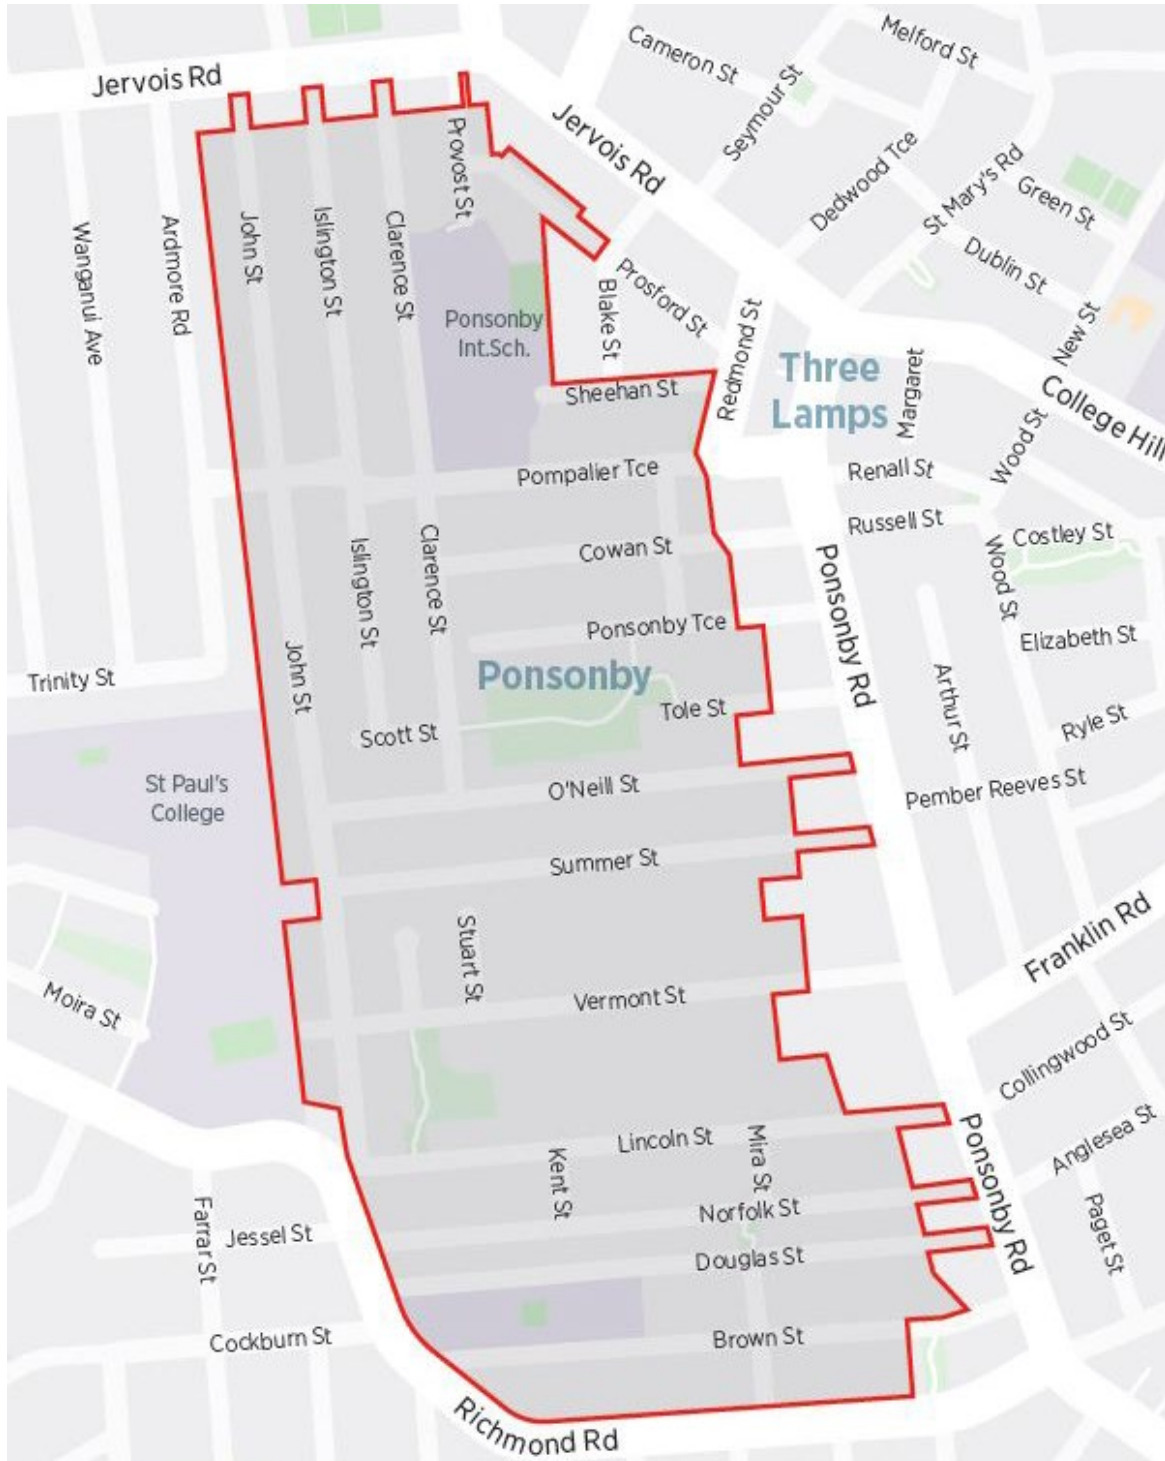 Melford St
Cameron St
Jervois Rd
Seymour St
Jervois Rd
Provost St
Dedwood Tce
St Mary's Rd
Green St
Wanganui Ave
Ardmore Rd
John St
Islington St
Clarence St
Dublin St
Ponsonby
Int.Sch.
Blake St
Prosford St
Redmond St
New St
Three
Lamps
Margaret
College Hill
Sheehan St
Wood St
Pompalier Tce
Renall St
Russell St
Costley St
Cowan St
Islington St
Clarence St
Ponsonby Rd
Wood St
Ponsonby Tce
Elizabeth St
John St
Trinity St
Ponsonby
Arthur St
Tole St
Scott St
Ryle St
St Paul's
College
O'Neill St
Pember Reeves St
Summer St
Stuart St
Franklin Rd
Vermont St
Moira St
Collingwood St
Lincoln St
Mira St
Ponsonby Rd
Anglesea St
Kent St
Norfolk St
Paget St
Farrar St
Jessel St
Douglas St
Cockburn St
Brown St
Richmond Rd